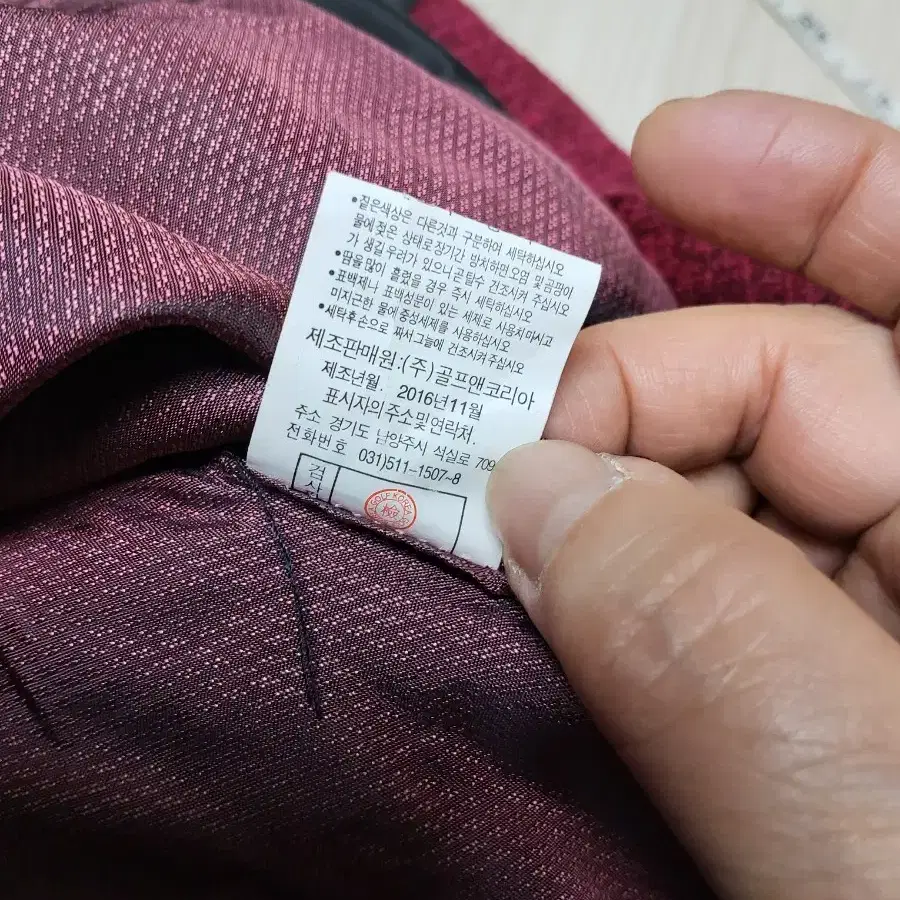 •짙은색상은 다른것과 구분하여 세탁하십시오
물에젖은 상태로장기간 방치하면오염 및곰팡이
가 생길 우려가 있으니곧탈수 건조시켜 주십시오
•땀을많이 흘렸을 경우 즉시 세탁하십시오
•표백제나 표백성분이 있는 세제로 사용치마시고
미지근한 물에 중성세제를 사용하십시오
•세탁후손으로 짜서그늘에 건조시켜주십시오
제조판매원:(주)골프앤코리아
제조년월. 2016년11월
표시자의주소및연락처.
주소 경기도 남양주시 석실로 709
전화번호 031)511-1507~8
검
GOLF KOREA